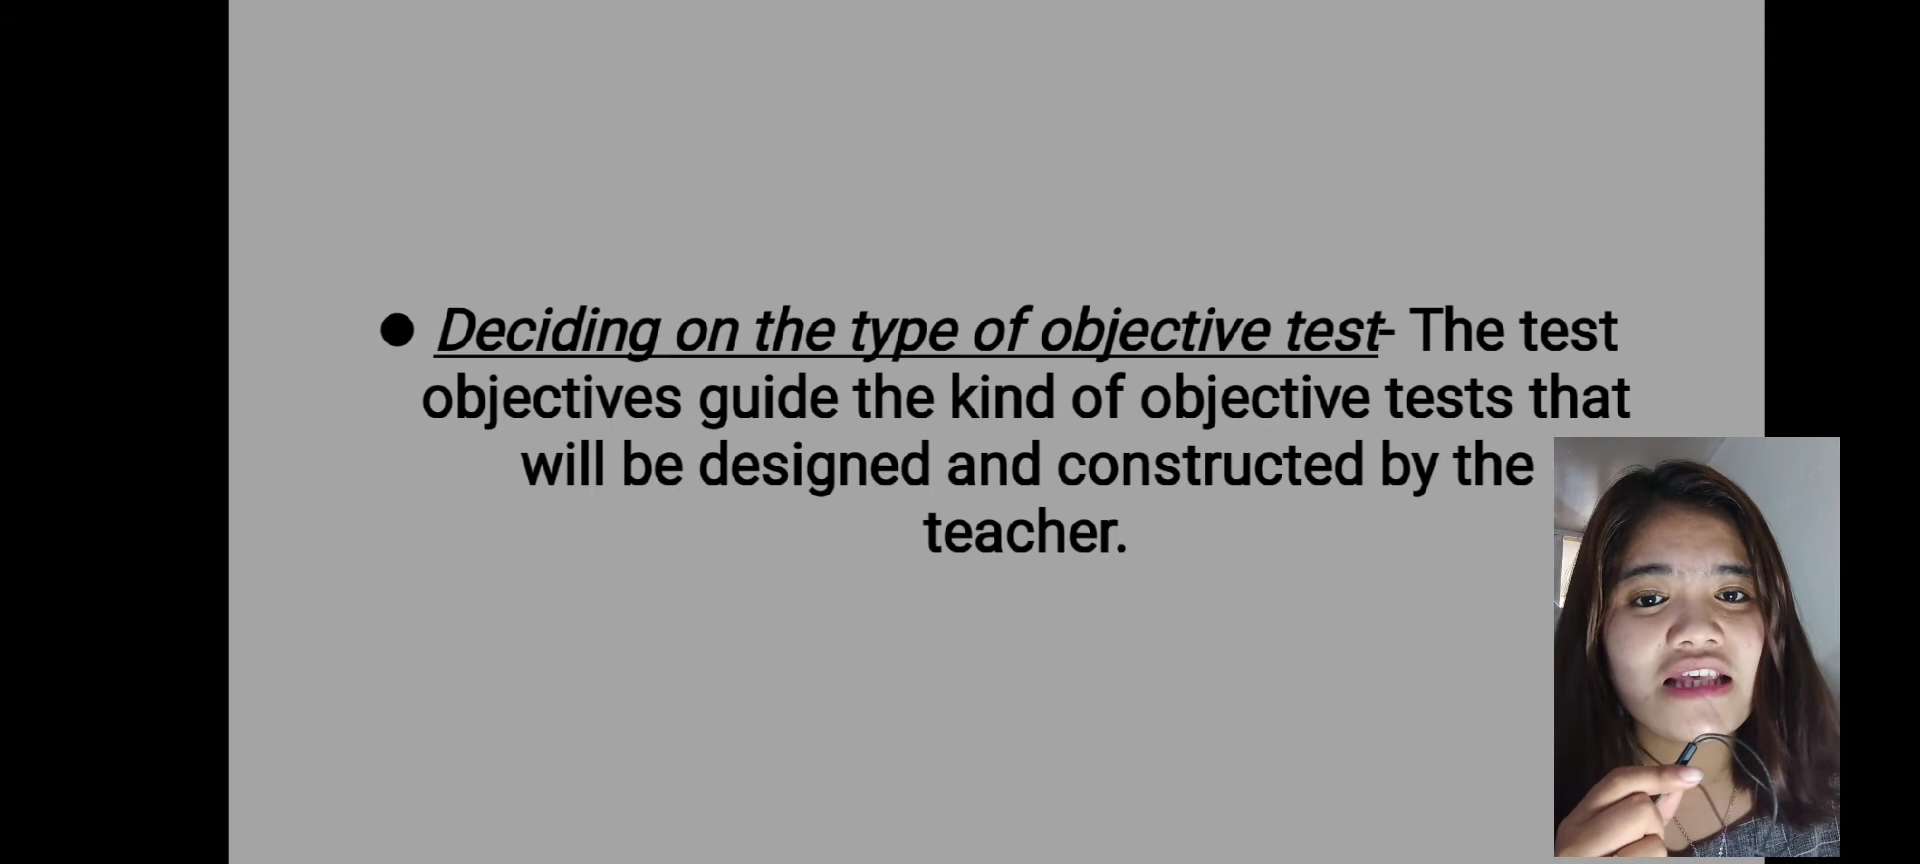 ● Deciding on the type of objective test- The test
objectives guide the kind of objective tests that
will be designed and constructed by the
teacher.